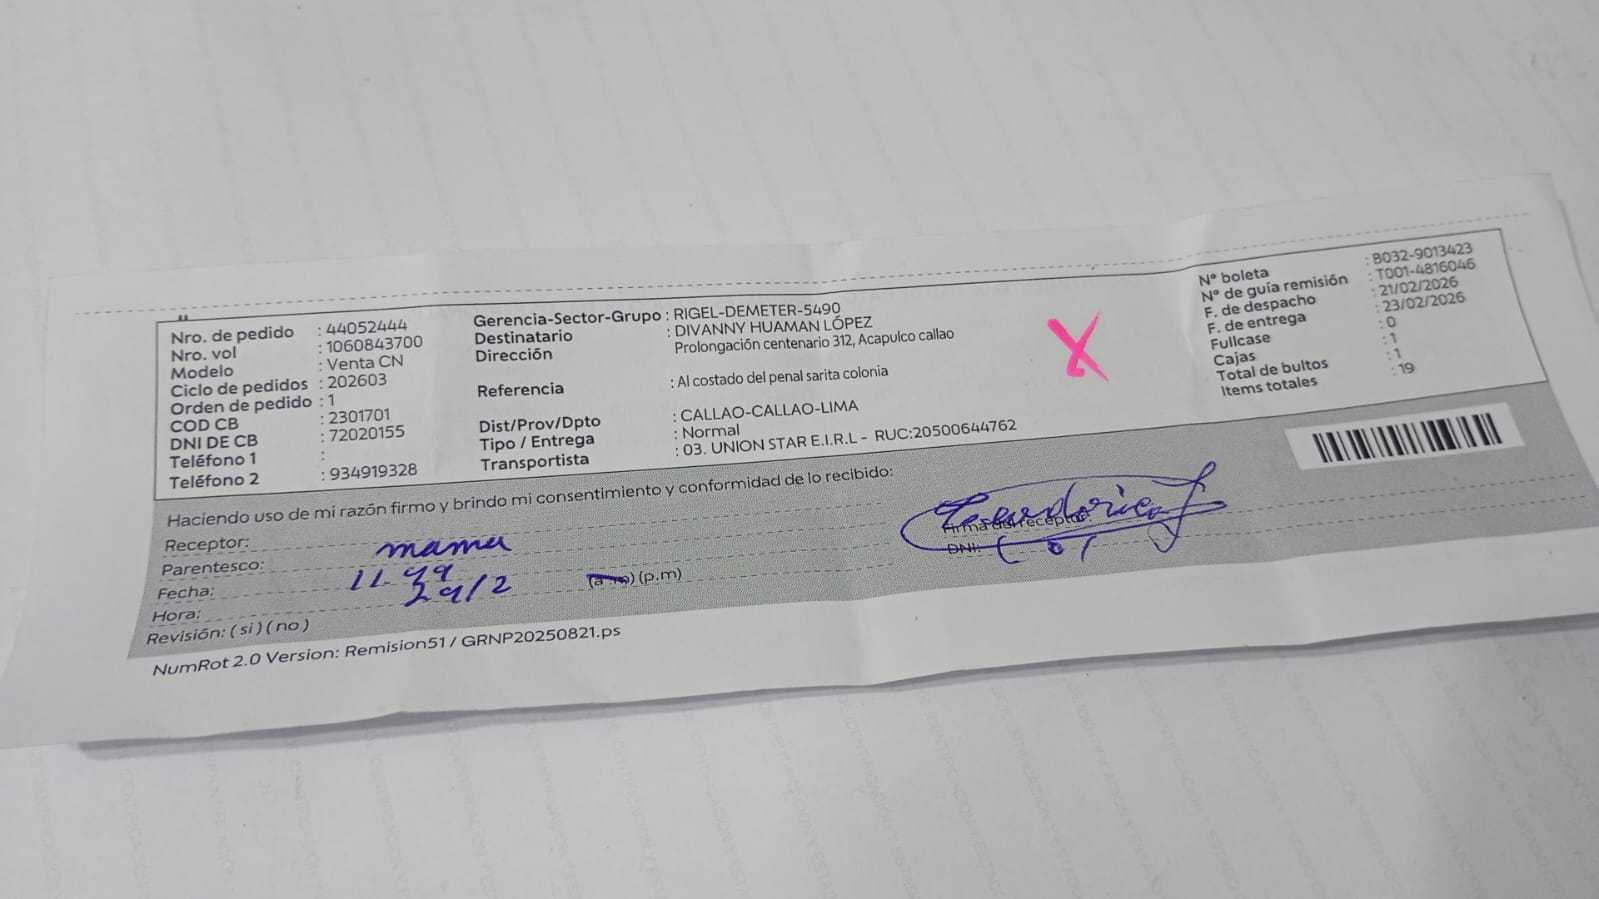 Nro. de pedido : 44052444
Nro. vol : 1060843700
Modelo : Venta CN
Ciclo de pedidos : 202603
Orden de pedido : 1
COD CB : 2301701
DNI DE CB : 72020155
Teléfono 1 :
Teléfono 2 : 934919328
Gerencia-Sector-Grupo : RIGEL-DEMETER-5490
Destinatario : DIVANNY HUAMAN LÓPEZ
Dirección : Prolongación centenario 312, Acapulco callao
Referencia : Al costado del penal sarita colonia
Dist/Prov/Dpto : CALLAO-CALLAO-LIMA
Tipo / Entrega : Normal
Transportista : 03. UNION STAR E.I.R.L - RUC:20500644762
X
N° boleta : B032-9013423
N° de guía remisión : T001-4816046
F. de despacho : 21/02/2026
F. de entrega : 23/02/2026
Fullcase : 0
Cajas : 1
Total de bultos : 1
Items totales : 19
Haciendo uso de mi razón firmo y brindo mi consentimiento y conformidad de lo recibido:
Receptor:
Parentesco: mama
Fecha:
Hora: (a.m) (p.m)
Revisión: ( si ) ( no )
Firma del receptor:
DNI:
NumRot 2.0 Version: Remision51 / GRNP20250821.ps